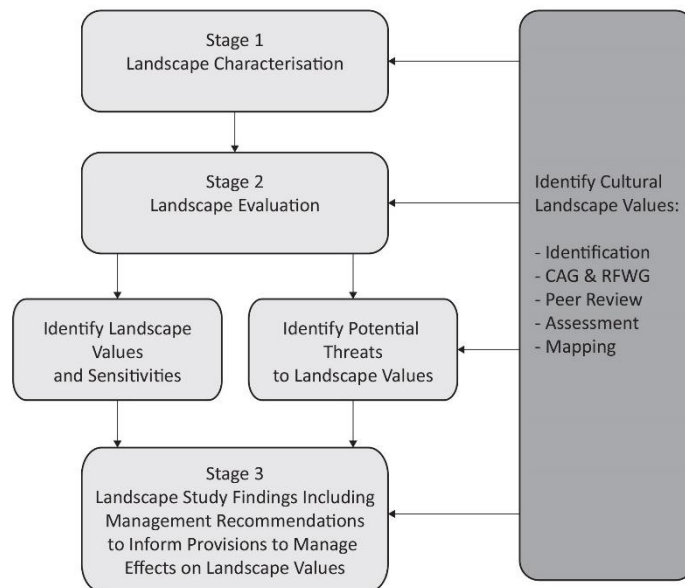 Stage 1
Landscape Characterisation
Stage 2
Landscape Evaluation
Identify Landscape
Values
and Sensitivities
Identify Potential
Threats
to Landscape Values
Stage 3
Landscape Study Findings Including
Management Recommendations
to Inform Provisions to Manage
Effects on Landscape Values
Identify Cultural
Landscape Values:
- Identification
- CAG & RFWG
- Peer Review
- Assessment
- Mapping